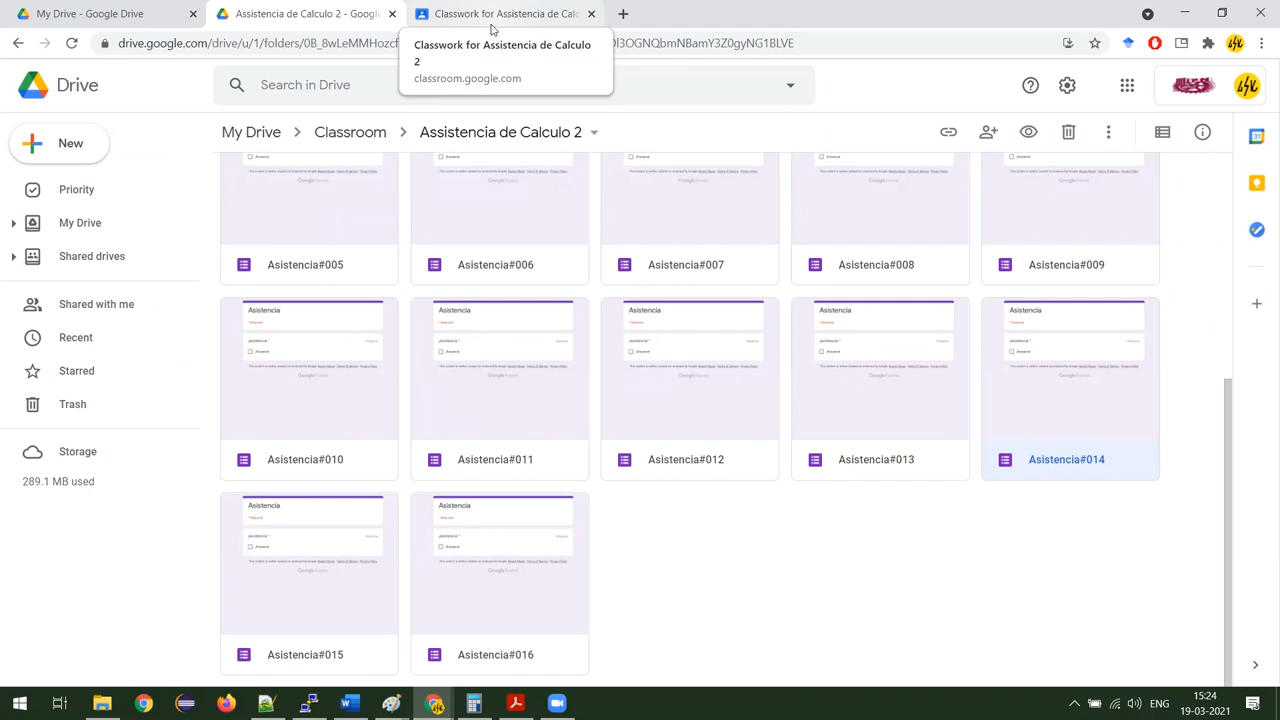 My Drive - Google Drive
Asistencia de Calculo 2 - Google
Classwork for Assistencia de Calc
drive.google.com/drive/u/1/folders/0B_8wLeMMHozcf
DI3OGNQbmNBamY3Z0gyNG1BLVE
Classwork for Assistencia de Calculo
2
classroom.google.com
Drive
Search in Drive
New
My Drive
Classroom
Assistencia de Calculo 2
31
Priority
My Drive
Shared drives
Shared with me
Recent
Starred
Trash
Storage
289.1 MB used
Asistencia#005
Asistencia#006
Asistencia#007
Asistencia#008
Asistencia#009
Asistencia
Asistencia
Asistencia
Asistencia
Asistencia
Asistencia#010
Asistencia#011
Asistencia#012
Asistencia#013
Asistencia#014
Asistencia
Asistencia
Asistencia#015
Asistencia#016
ENG
15:24
19-03-2021